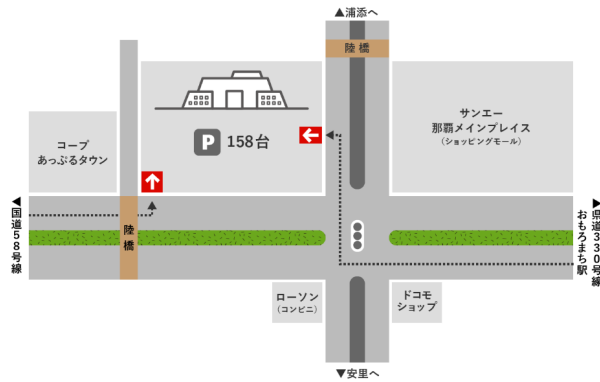 ▲浦添へ
陸橋
サンエー
那覇メインプレイス
(ショッピングモール)
P 158台
コープ
あっぷるタウン
◀国道58号線
陸橋
▶県道330号線
おもろまち駅
ローソン
(コンビニ)
ドコモ
ショップ
▼安里へ